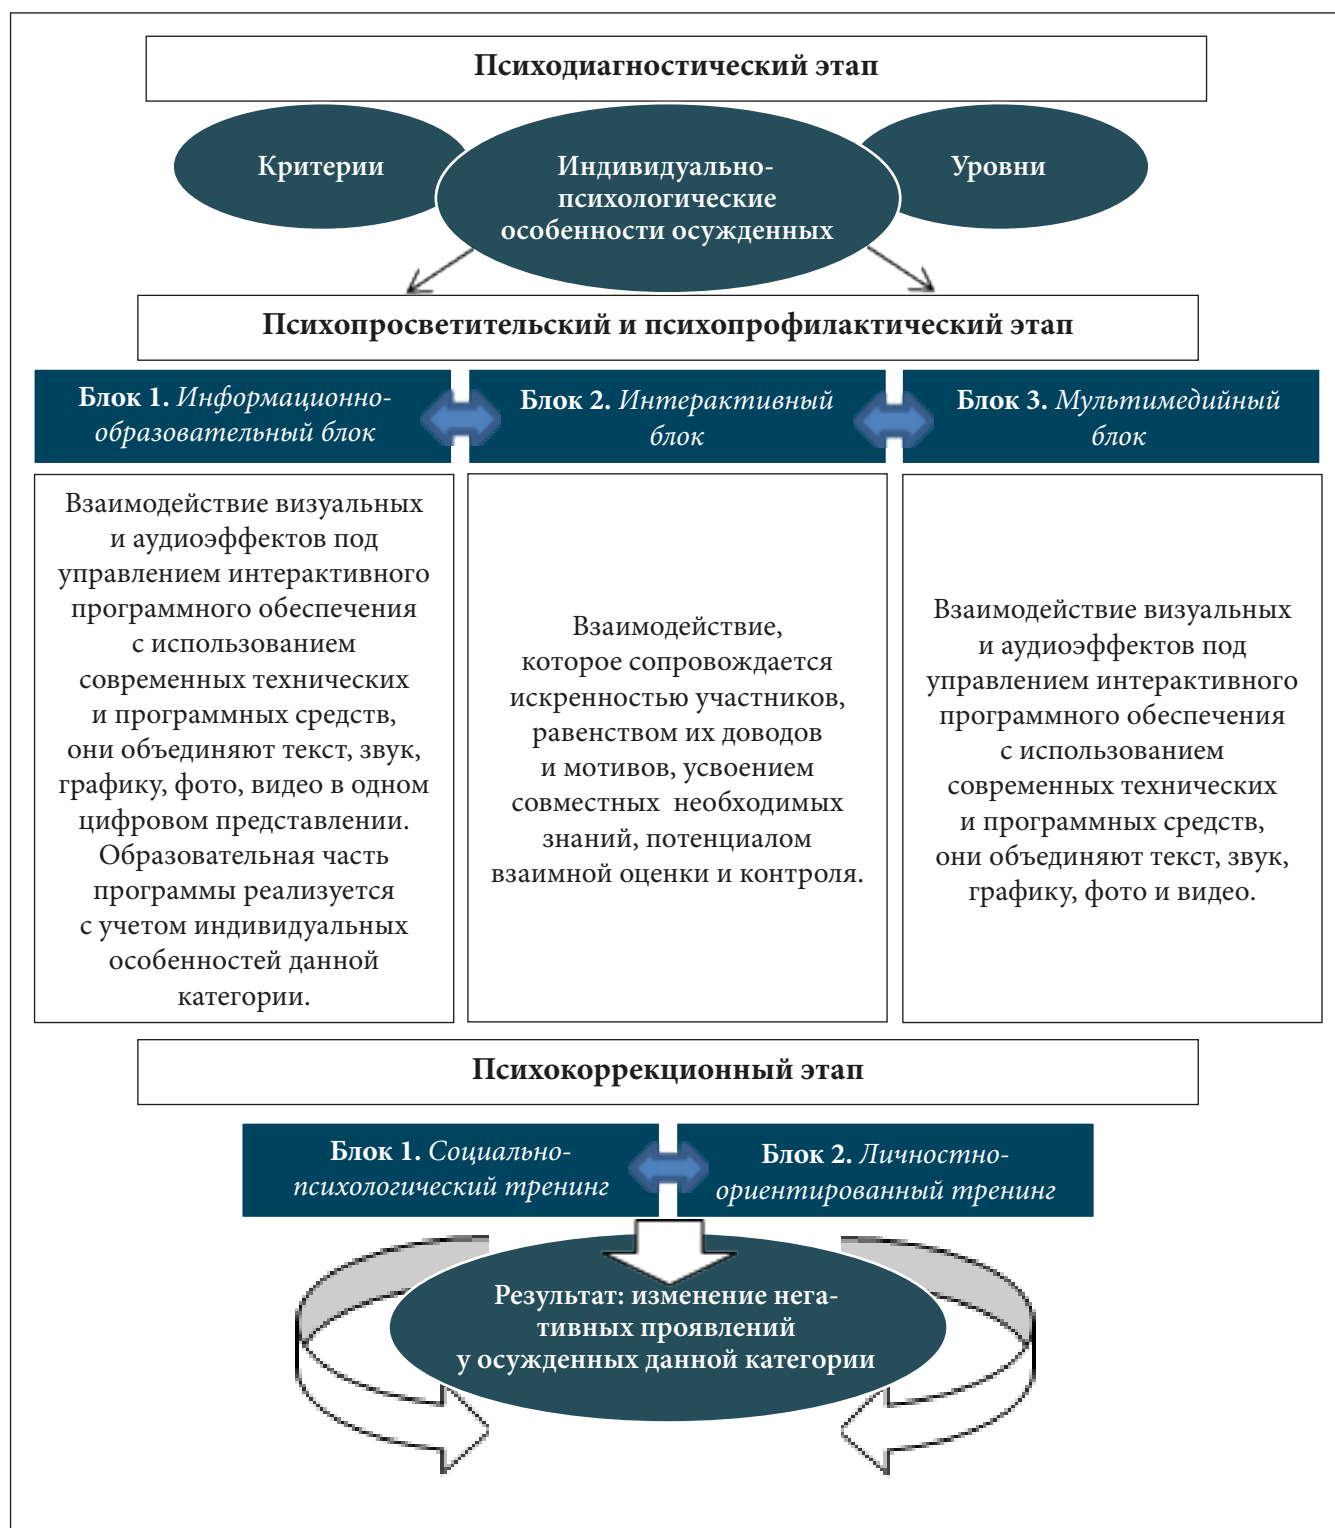 Психодиагностический этап
Критерии
Индивидуально-
психологические
особенности осужденных
Уровни
Психопросветительский и психопрофилактический этап
Блок 1. Информационно-
образовательный блок
Блок 2. Интерактивный
блок
Блок 3. Мультимедийный
блок
Взаимодействие визуальных
и аудиоэффектов под
управлением интерактивного
программного обеспечения
с использованием
современных технических
и программных средств,
они объединяют текст, звук,
графику, фото, видео в одном
цифровом представлении.
Образовательная часть
программы реализуется
с учетом индивидуальных
особенностей данной
категории.
Взаимодействие,
которое сопровождается
искренностью участников,
равенством их доводов
и мотивов, усвоением
совместных необходимых
знаний, потенциалом
взаимной оценки и контроля.
Взаимодействие визуальных
и аудиоэффектов под
управлением интерактивного
программного обеспечения
с использованием
современных технических
и программных средств,
они объединяют текст, звук,
графику, фото и видео.
Психокоррекционный этап
Блок 1. Социально-
психологический тренинг
Блок 2. Личностно-
ориентированный тренинг
Результат: изменение нега-
тивных проявлений
у осужденных данной категории